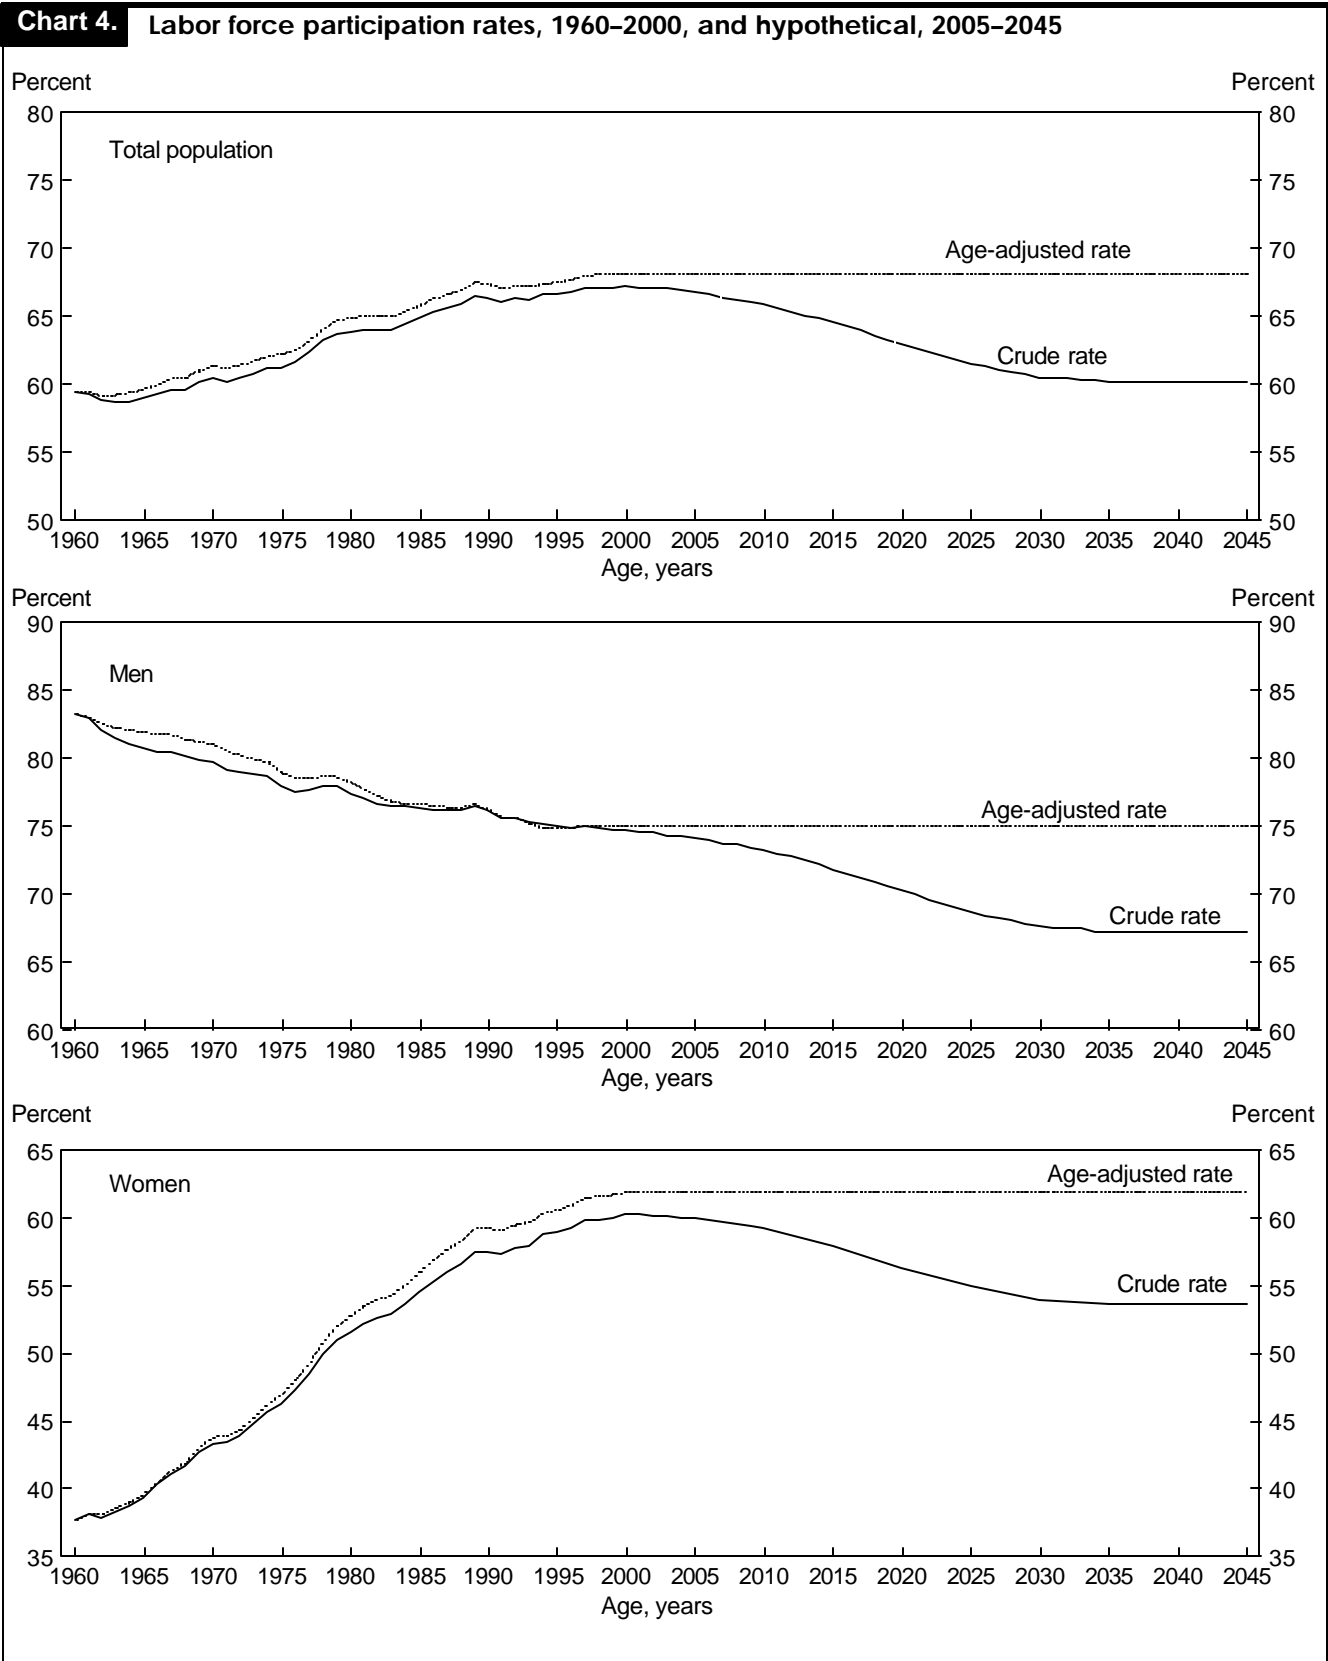 Chart 4. Labor force participation rates, 1960–2000, and hypothetical, 2005–2045
Percent Percent
80 80
Total population
75 75
70 Age-adjusted rate 70
65 65
Crude rate
60 60
55 55
50 50
1960 1965 1970 1975 1980 1985 1990 1995 2000 2005 2010 2015 2020 2025 2030 2035 2040 2045
Age, years
Percent Percent
90 90
Men
85 85
80 80
Age-adjusted rate
75 75
70 70
Crude rate
65 65
60 60
1960 1965 1970 1975 1980 1985 1990 1995 2000 2005 2010 2015 2020 2025 2030 2035 2040 2045
Age, years
Percent Percent
65 65
Women Age-adjusted rate
60 60
55 Crude rate 55
50 50
45 45
40 40
35 35
1960 1965 1970 1975 1980 1985 1990 1995 2000 2005 2010 2015 2020 2025 2030 2035 2040 2045
Age, years